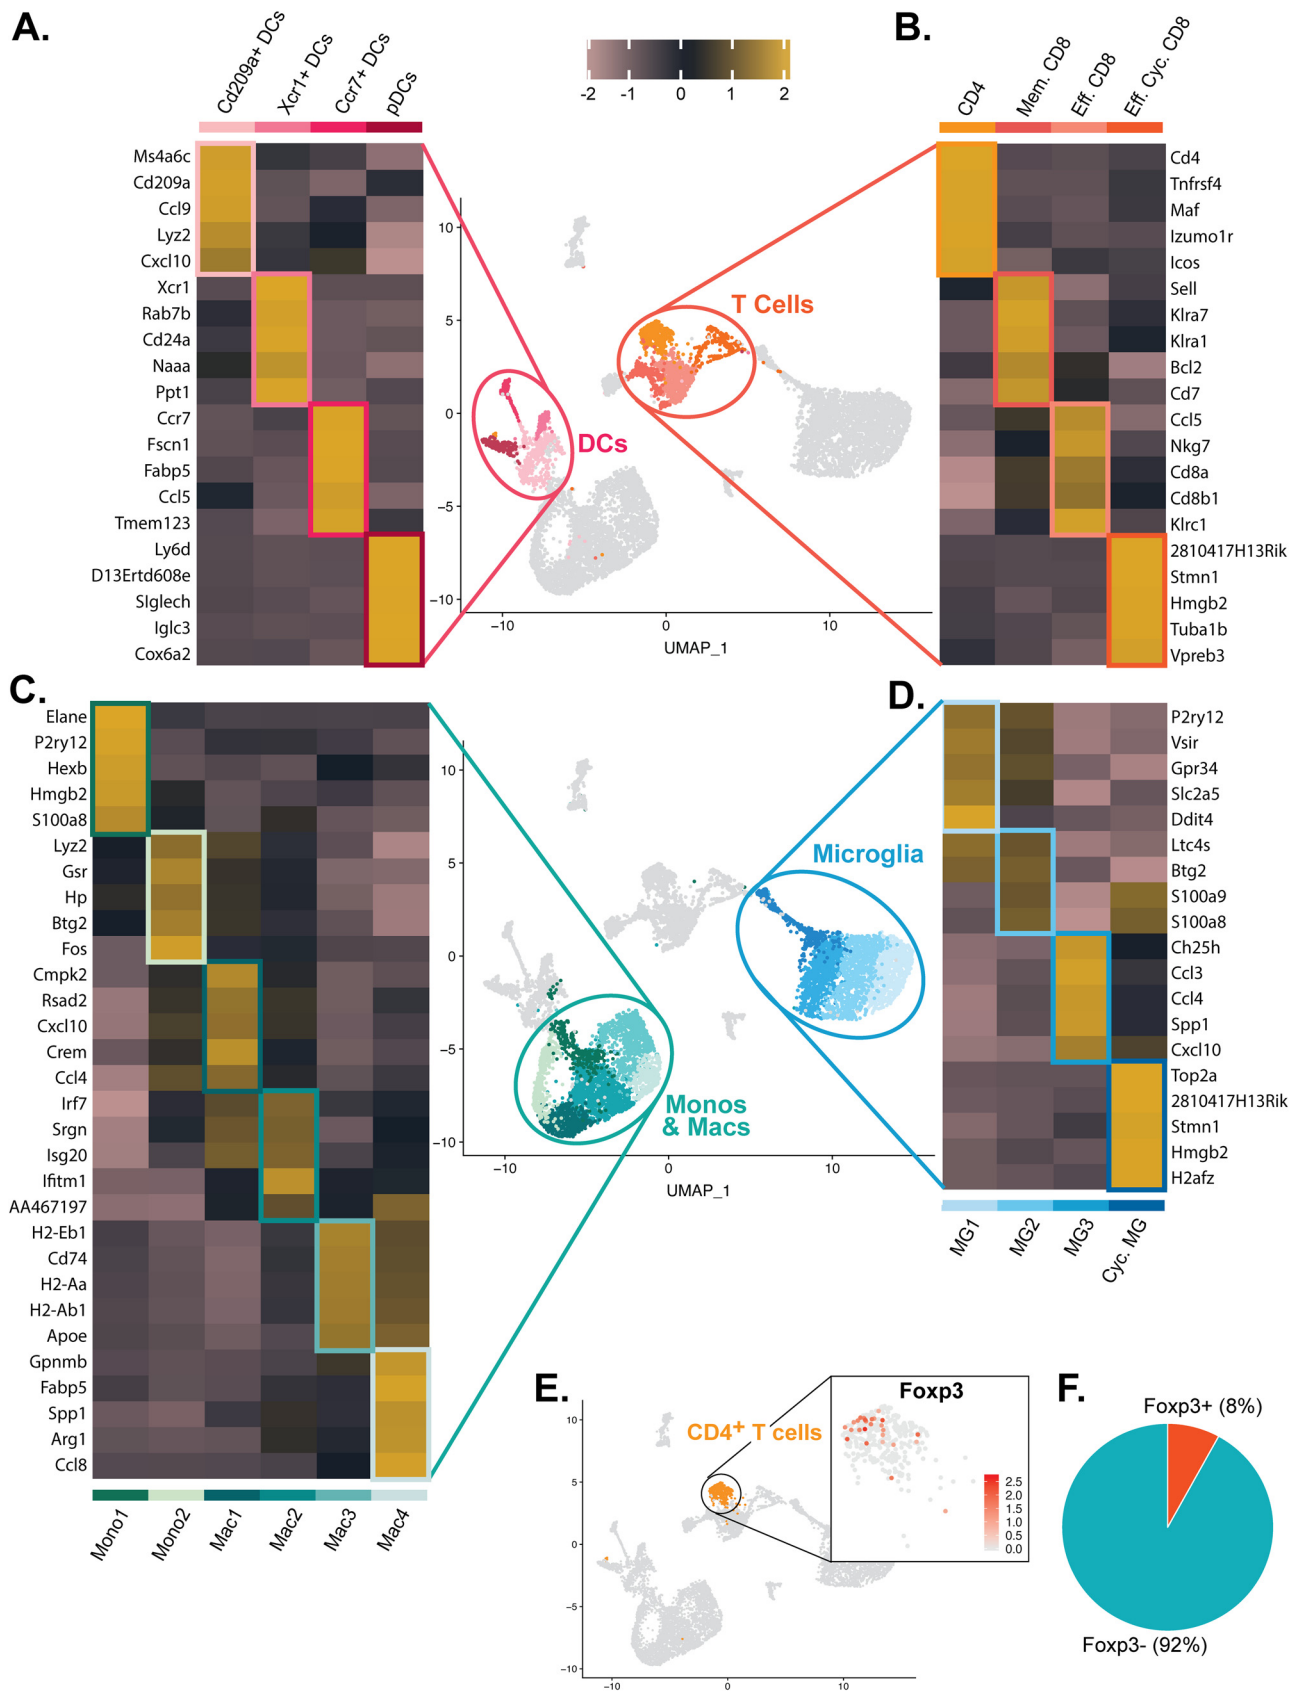 A.
Cd209a+ DCs
Xcr1+ DCs
Ccr7+ DCs
pDCs
Ms4a6c
Cd209a
Ccl9
Lyz2
Cxcl10
Xcr1
Rab7b
Cd24a
Naaa
Ppt1
Ccr7
Fscn1
Fabp5
Ccl5
Tmem123
Ly6d
D13Ertd608e
SIglech
Iglc3
Cox6a2
-2 -1 0 1 2
10
5
0
−5
−10
−10 0 10
UMAP_1
T Cells
DCs
B.
CD4
Mem. CD8
Eff. CD8
Eff. Cyc. CD8
Cd4
Tnfrsf4
Maf
Izumo1r
Icos
Sell
Klra7
Klra1
Bcl2
Cd7
Ccl5
Nkg7
Cd8a
Cd8b1
Klrc1
2810417H13Rik
Stmn1
Hmgb2
Tuba1b
Vpreb3
C.
Elane
P2ry12
Hexb
Hmgb2
S100a8
Lyz2
Gsr
Hp
Btg2
Fos
Cmpk2
Rsad2
Cxcl10
Crem
Ccl4
Irf7
Srgn
Isg20
Ifitm1
AA467197
H2-Eb1
Cd74
H2-Aa
H2-Ab1
Apoe
Gpnmb
Fabp5
Spp1
Arg1
Ccl8
Mono1
Mono2
Mac1
Mac2
Mac3
Mac4
10
5
0
−5
−10
−10 0 10
UMAP_1
Microglia
Monos
& Macs
D.
P2ry12
Vsir
Gpr34
Slc2a5
Ddit4
Ltc4s
Btg2
S100a9
S100a8
Ch25h
Ccl3
Ccl4
Spp1
Cxcl10
Top2a
2810417H13Rik
Stmn1
Hmgb2
H2afz
MG1
MG2
MG3
Cyc. MG
E.
10
5
0
−5
−10
−10 0 10
CD4+ T cells
Foxp3
2.5
2.0
1.5
1.0
0.5
0.0
F.
Foxp3+ (8%)
Foxp3- (92%)